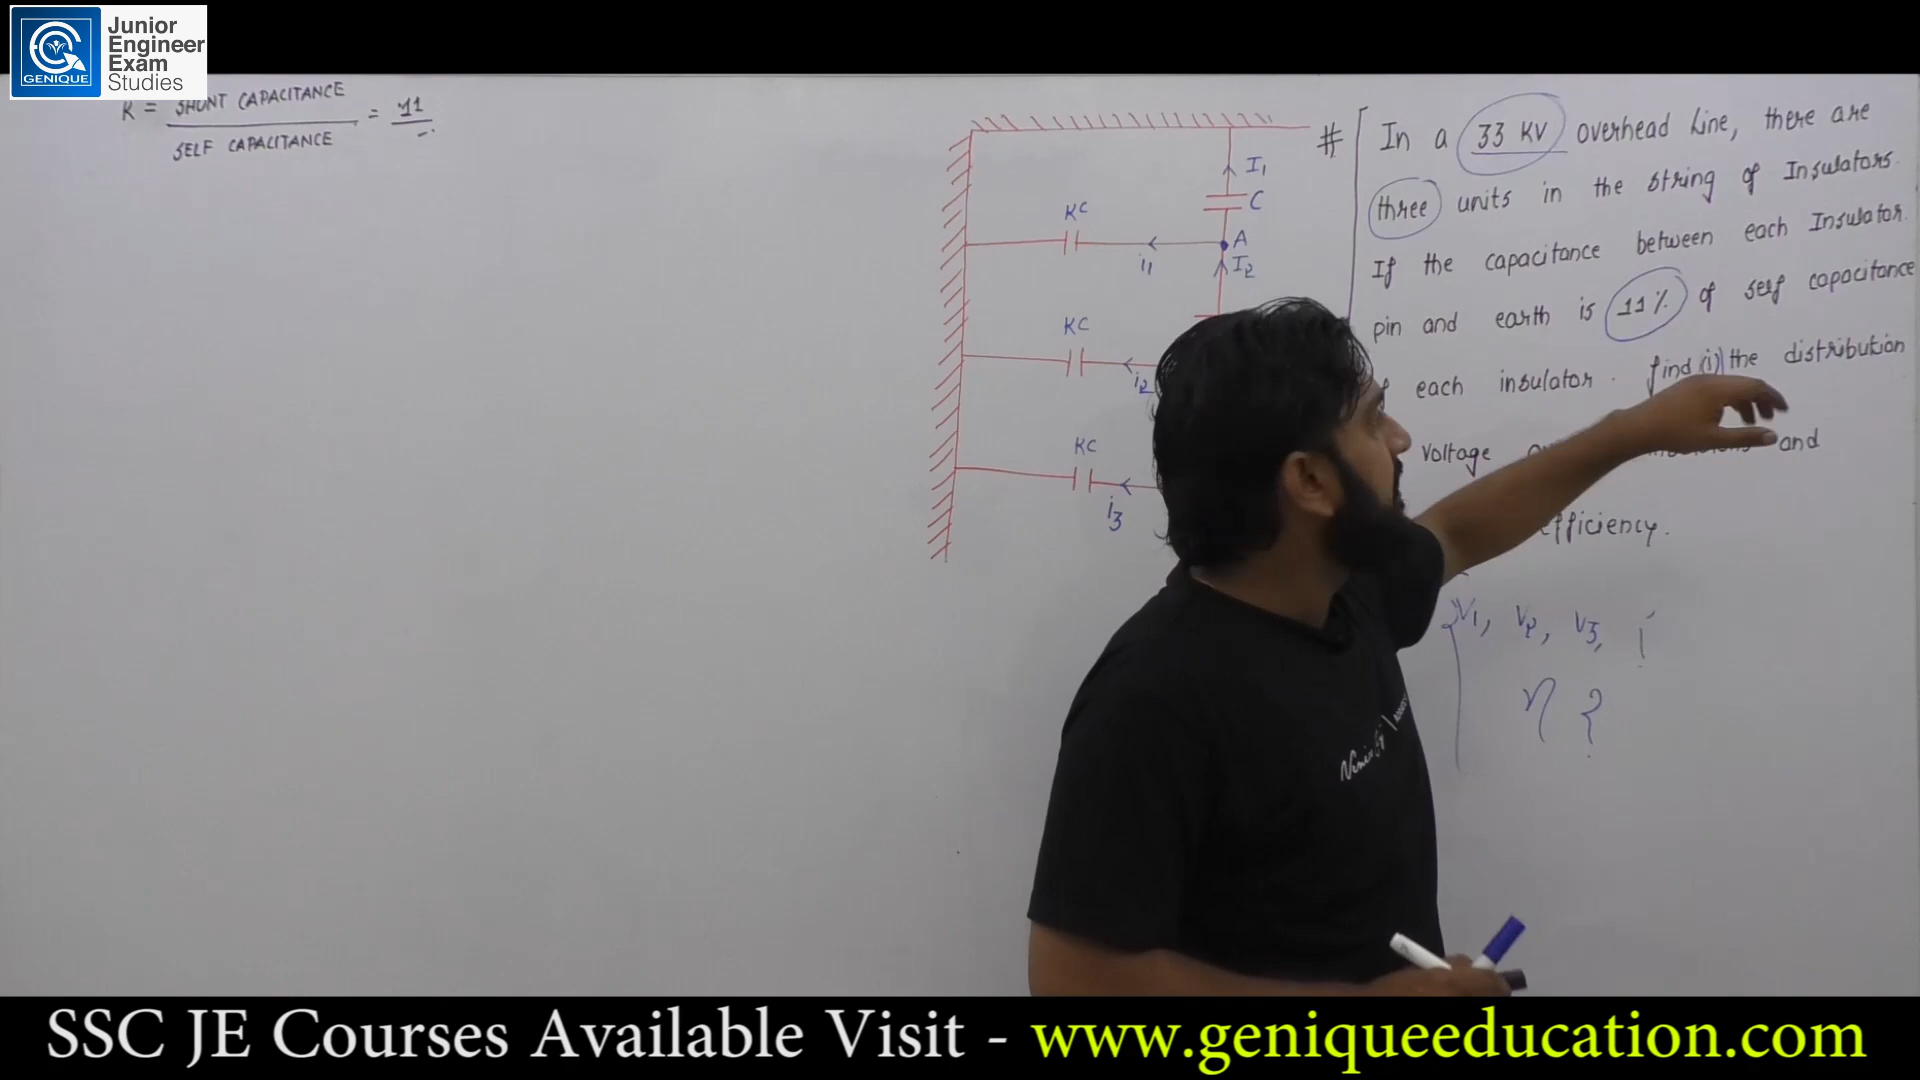 Junior
Engineer
Exam
Studies
GENIQUE
K = SHUNT CAPACITANCE
SELF CAPACITANCE
= .11
I1
C
KC
A
i1
I2
KC
i2
KC
i3
# In a 33 KV overhead Line, there are
three units in the string of Insulators.
If the capacitance between each Insulator
pin and earth is 11% of self capacitance
each insulator. find (i) the distribution
Voltage and
efficiency.
V1, V2, V3,
η ?
SSC JE Courses Available Visit - www.geniqueeducation.com